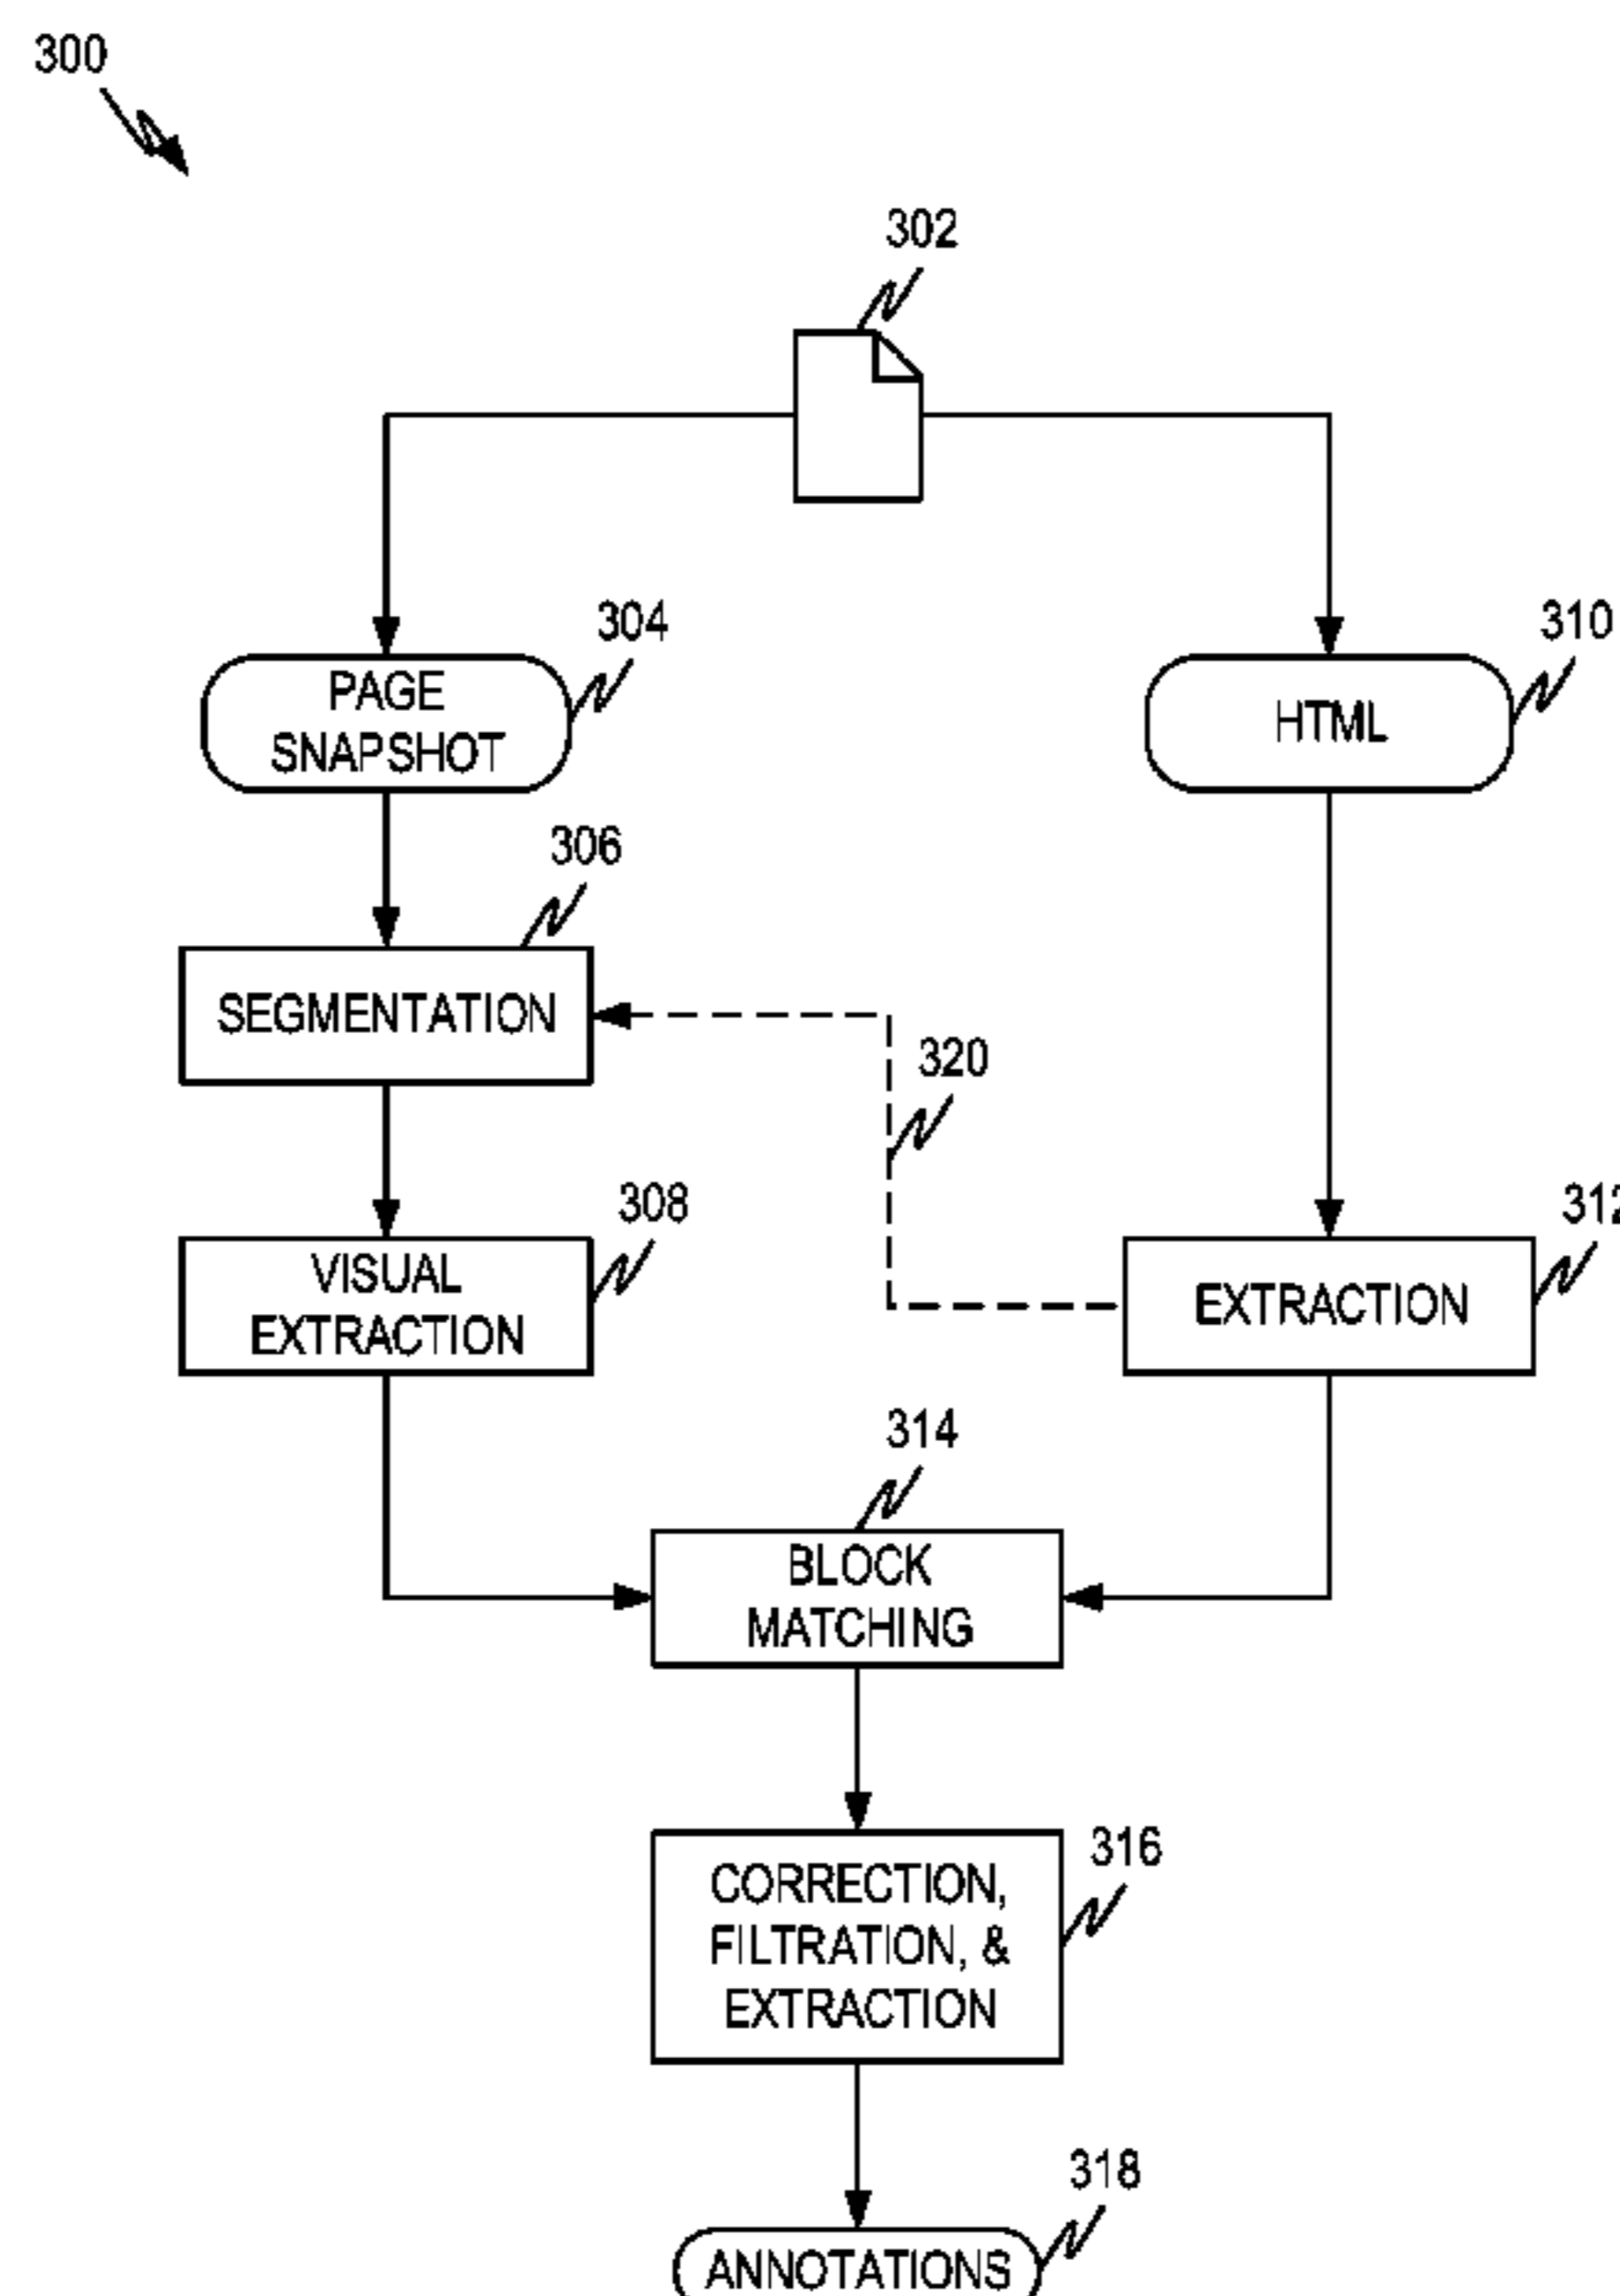 300
302
304
PAGE
SNAPSHOT
310
HTML
306
SEGMENTATION
320
308
VISUAL
EXTRACTION
312
EXTRACTION
314
BLOCK
MATCHING
316
CORRECTION,
FILTRATION, &
EXTRACTION
318
ANNOTATIONS